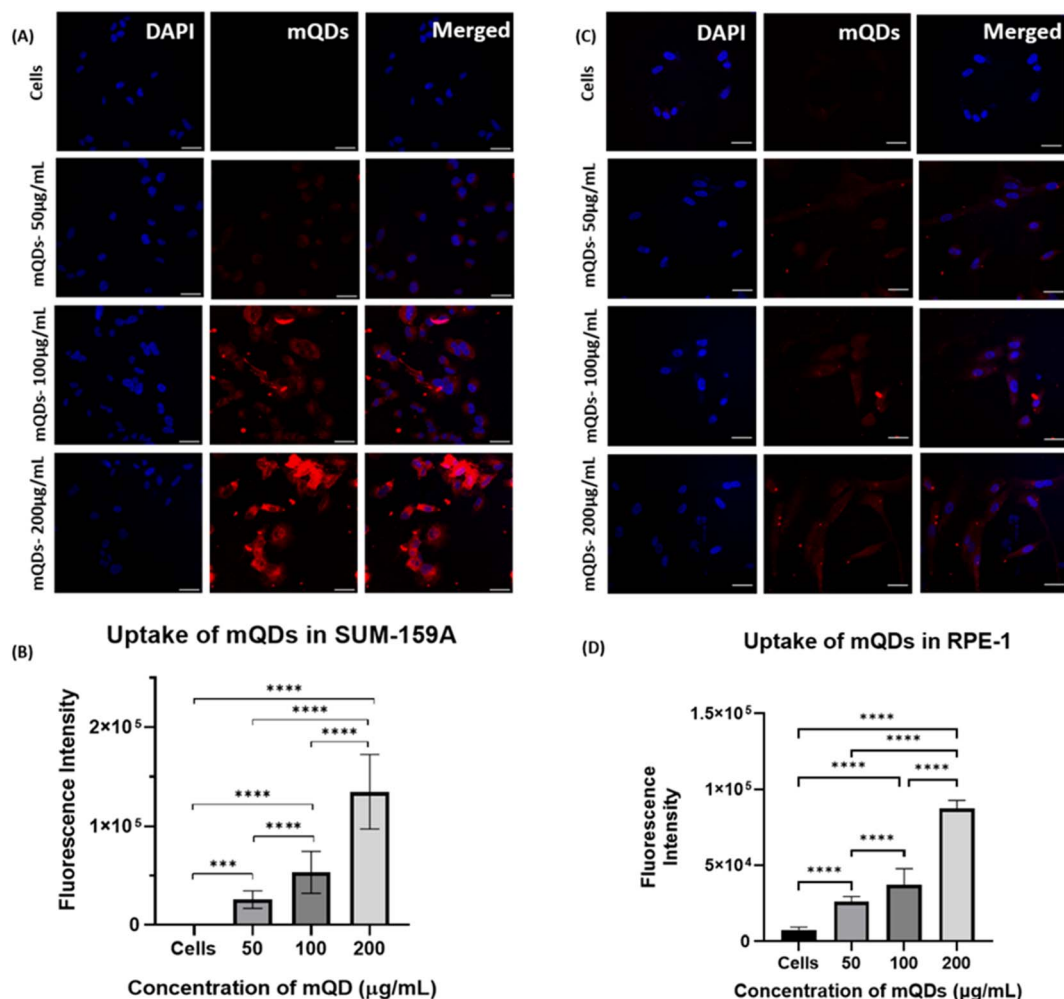 (A)
DAPI mQDs Merged
Cells
mQDs- 50µg/mL
mQDs- 100µg/mL
mQDs- 200µg/mL
(C)
DAPI mQDs Merged
Cells
mQDs- 50µg/mL
mQDs- 100µg/mL
mQDs- 200µg/mL
Uptake of mQDs in SUM-159A
(B)
Fluorescence Intensity
2×10⁵
1×10⁵
0
****
****
****
****
****
***
Cells 50 100 200
Concentration of mQD (µg/mL)
Uptake of mQDs in RPE-1
(D)
Fluorescence
Intensity
1.5×10⁵
1×10⁵
5×10⁴
0
****
****
****
****
****
****
Cells 50 100 200
Concentration of mQDs (µg/mL)